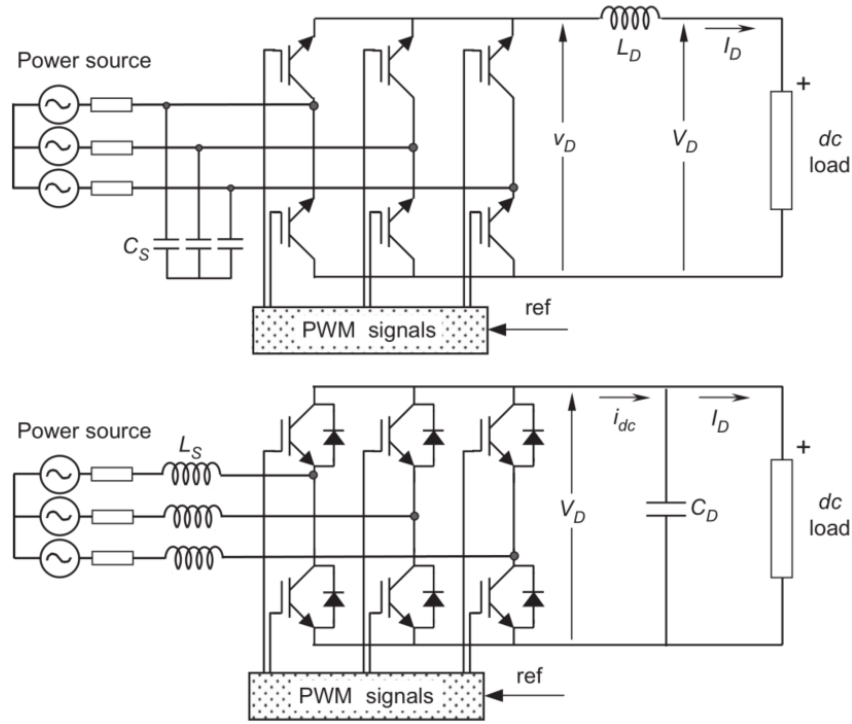 Power source
L_D
I_D
+
v_D
V_D
dc
load
C_S
PWM signals
ref
Power source
L_S
i_dc
I_D
+
V_D
C_D
dc
load
PWM signals
ref